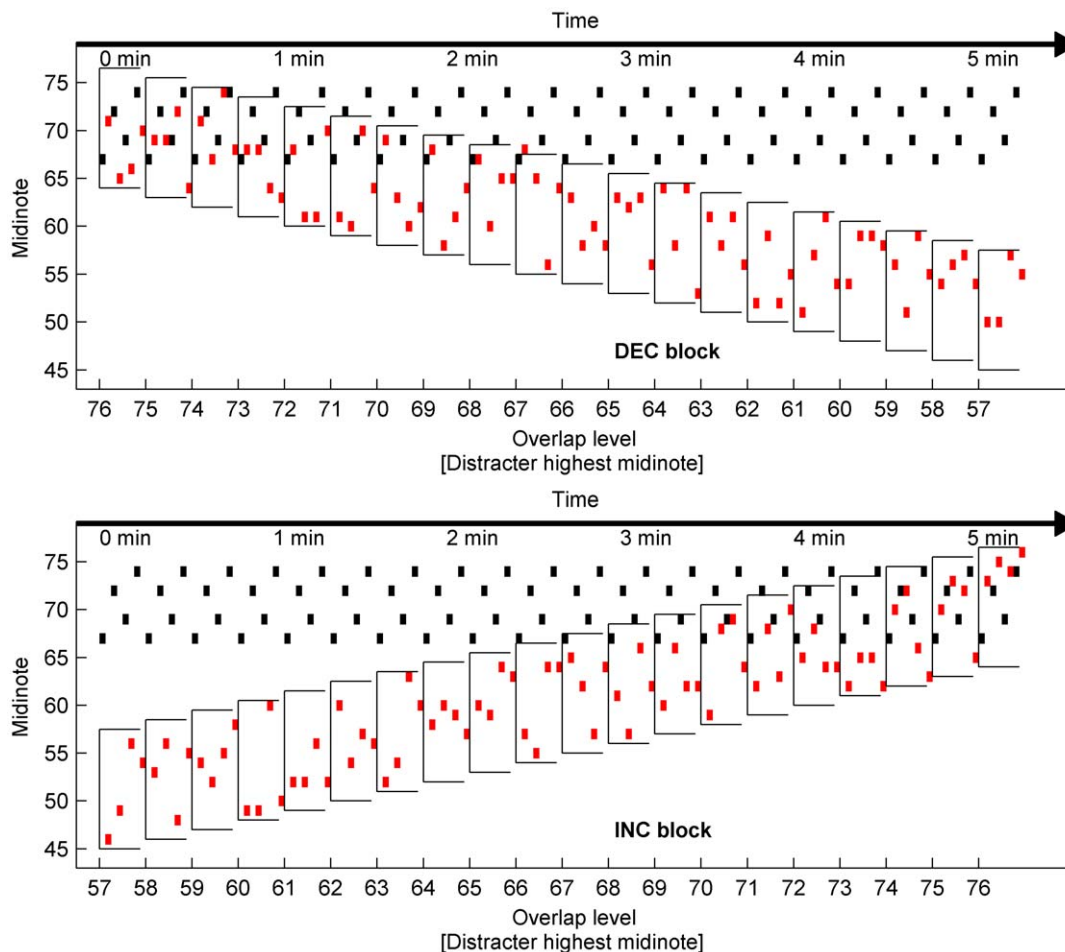 Time
0 min 1 min 2 min 3 min 4 min 5 min
75
70
65
60
55
50
45
Midinote
DEC block
76 75 74 73 72 71 70 69 68 67 66 65 64 63 62 61 60 59 58 57
Overlap level
[Distracter highest midinote]
Time
0 min 1 min 2 min 3 min 4 min 5 min
75
70
65
60
55
50
45
Midinote
INC block
57 58 59 60 61 62 63 64 65 66 67 68 69 70 71 72 73 74 75 76
Overlap level
[Distracter highest midinote]